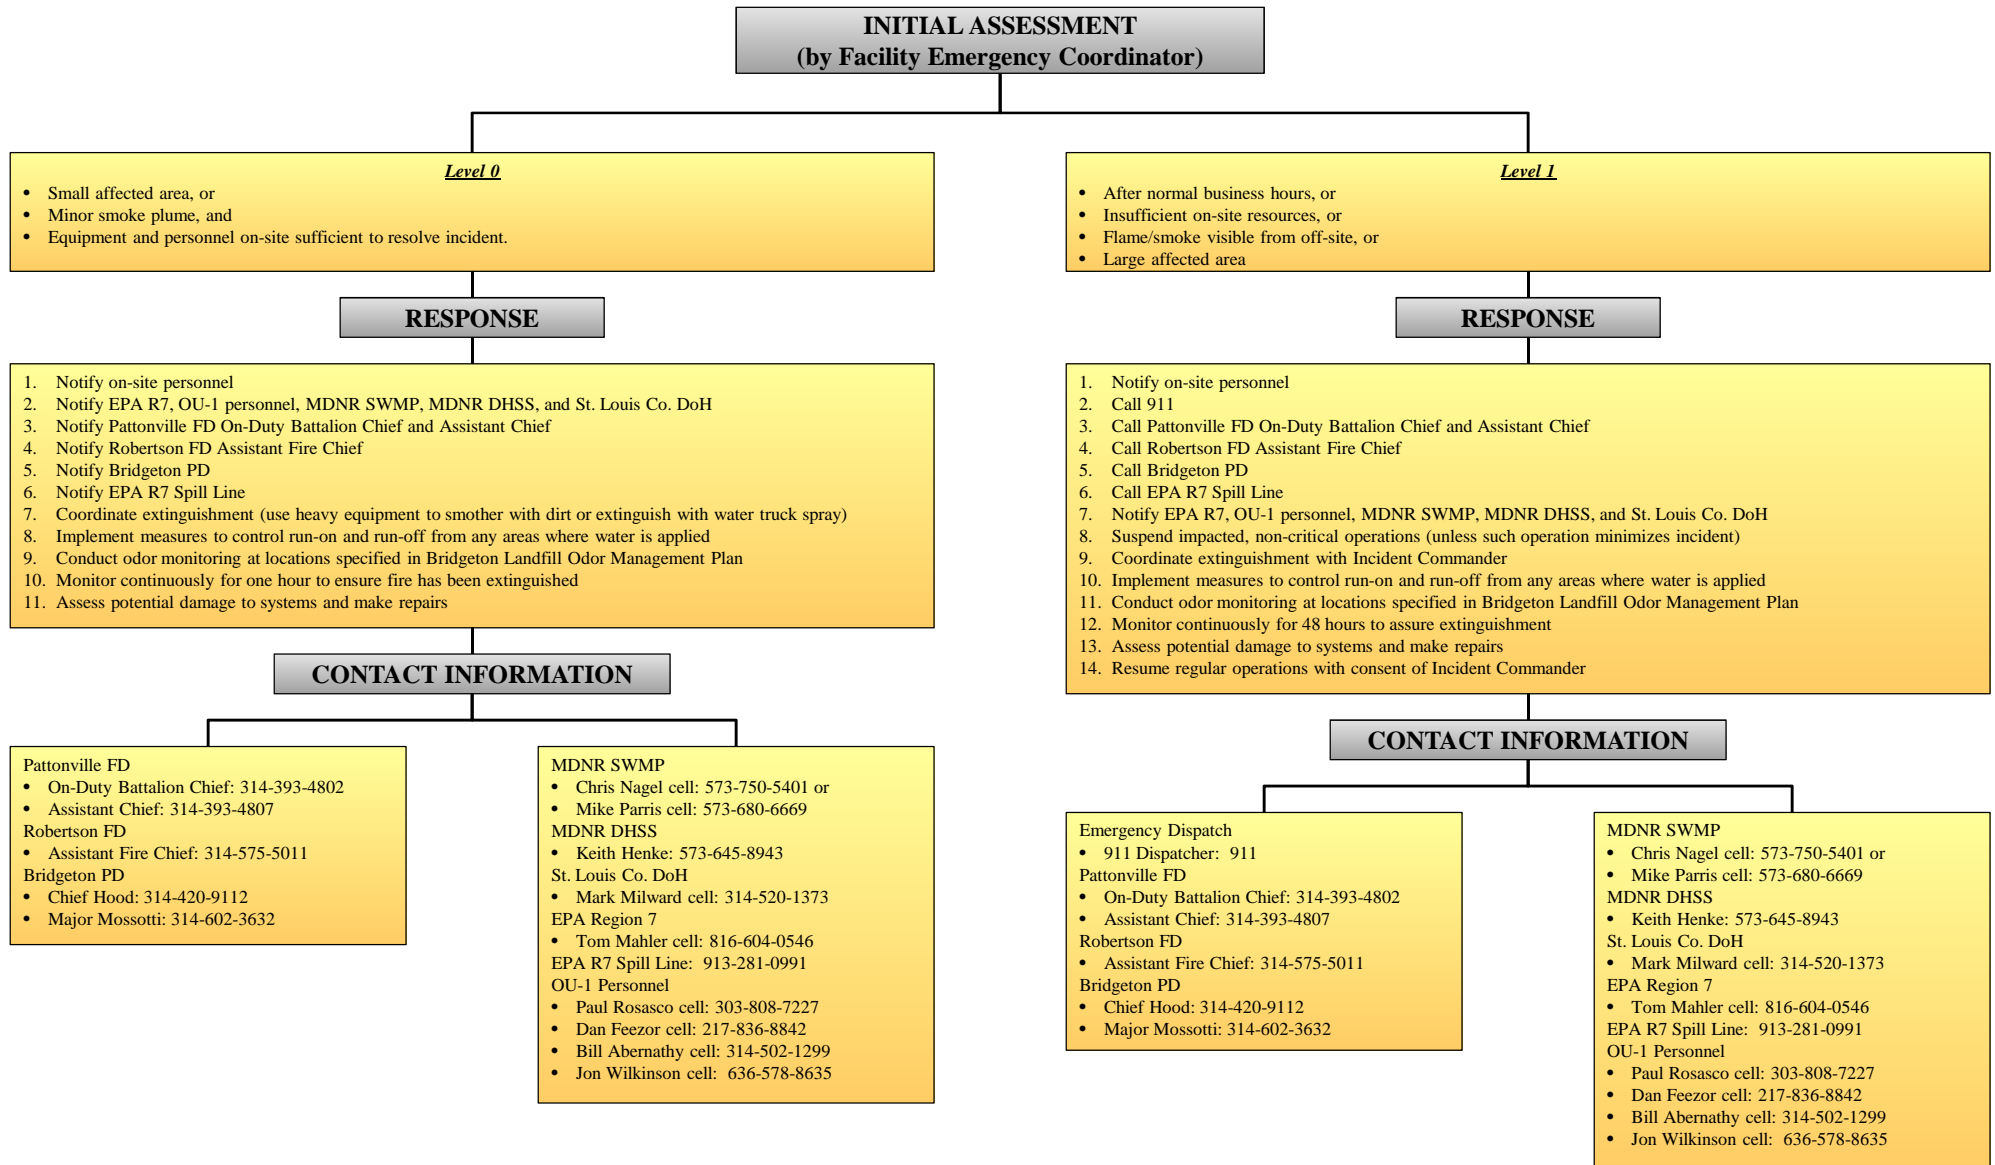 INITIAL ASSESSMENT
(by Facility Emergency Coordinator)
Level 0
• Small affected area, or
• Minor smoke plume, and
• Equipment and personnel on-site sufficient to resolve incident.
RESPONSE
1. Notify on-site personnel
2. Notify EPA R7, OU-1 personnel, MDNR SWMP, MDNR DHSS, and St. Louis Co. DoH
3. Notify Pattonville FD On-Duty Battalion Chief and Assistant Chief
4. Notify Robertson FD Assistant Fire Chief
5. Notify Bridgeton PD
6. Notify EPA R7 Spill Line
7. Coordinate extinguishment (use heavy equipment to smother with dirt or extinguish with water truck spray)
8. Implement measures to control run-on and run-off from any areas where water is applied
9. Conduct odor monitoring at locations specified in Bridgeton Landfill Odor Management Plan
10. Monitor continuously for one hour to ensure fire has been extinguished
11. Assess potential damage to systems and make repairs
CONTACT INFORMATION
Pattonville FD
• On-Duty Battalion Chief: 314-393-4802
• Assistant Chief: 314-393-4807
Robertson FD
• Assistant Fire Chief: 314-575-5011
Bridgeton PD
• Chief Hood: 314-420-9112
• Major Mossotti: 314-602-3632
MDNR SWMP
• Chris Nagel cell: 573-750-5401 or
• Mike Parris cell: 573-680-6669
MDNR DHSS
• Keith Henke: 573-645-8943
St. Louis Co. DoH
• Mark Milward cell: 314-520-1373
EPA Region 7
• Tom Mahler cell: 816-604-0546
EPA R7 Spill Line: 913-281-0991
OU-1 Personnel
• Paul Rosasco cell: 303-808-7227
• Dan Feezor cell: 217-836-8842
• Bill Abernathy cell: 314-502-1299
• Jon Wilkinson cell: 636-578-8635
Level 1
• After normal business hours, or
• Insufficient on-site resources, or
• Flame/smoke visible from off-site, or
• Large affected area
RESPONSE
1. Notify on-site personnel
2. Call 911
3. Call Pattonville FD On-Duty Battalion Chief and Assistant Chief
4. Call Robertson FD Assistant Fire Chief
5. Call Bridgeton PD
6. Call EPA R7 Spill Line
7. Notify EPA R7, OU-1 personnel, MDNR SWMP, MDNR DHSS, and St. Louis Co. DoH
8. Suspend impacted, non-critical operations (unless such operation minimizes incident)
9. Coordinate extinguishment with Incident Commander
10. Implement measures to control run-on and run-off from any areas where water is applied
11. Conduct odor monitoring at locations specified in Bridgeton Landfill Odor Management Plan
12. Monitor continuously for 48 hours to assure extinguishment
13. Assess potential damage to systems and make repairs
14. Resume regular operations with consent of Incident Commander
CONTACT INFORMATION
Emergency Dispatch
• 911 Dispatcher: 911
Pattonville FD
• On-Duty Battalion Chief: 314-393-4802
• Assistant Chief: 314-393-4807
Robertson FD
• Assistant Fire Chief: 314-575-5011
Bridgeton PD
• Chief Hood: 314-420-9112
• Major Mossotti: 314-602-3632
MDNR SWMP
• Chris Nagel cell: 573-750-5401 or
• Mike Parris cell: 573-680-6669
MDNR DHSS
• Keith Henke: 573-645-8943
St. Louis Co. DoH
• Mark Milward cell: 314-520-1373
EPA Region 7
• Tom Mahler cell: 816-604-0546
EPA R7 Spill Line: 913-281-0991
OU-1 Personnel
• Paul Rosasco cell: 303-808-7227
• Dan Feezor cell: 217-836-8842
• Bill Abernathy cell: 314-502-1299
• Jon Wilkinson cell: 636-578-8635